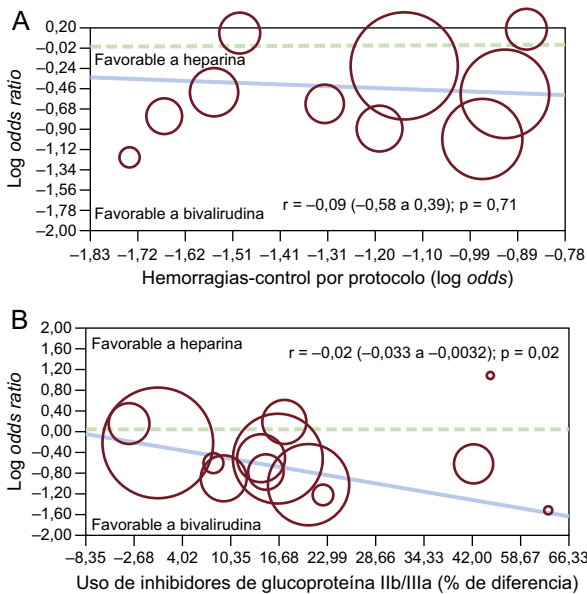 A
0,20
–0,02
–0,24
–0,46
–0,68
–0,90
–1,12
–1,34
–1,56
–1,78
–2,00
Log odds ratio
Favorable a heparina
Favorable a bivalirudina
r = –0,09 (–0,58 a 0,39); p = 0,71
–1,83 –1,72 –1,62 –1,51 –1,41 –1,31 –1,20 –1,10 –0,99 –0,89 –0,78
Hemorragias-control por protocolo (log odds)
B
2,00
1,60
1,20
0,80
0,40
0,00
–0,40
–0,80
–1,20
–1,60
–2,00
Log odds ratio
Favorable a heparina
r = –0,02 (–0,033 a –0,0032); p = 0,02
Favorable a bivalirudina
–8,35 –2,68 4,02 10,35 16,68 22,99 28,66 34,33 42,00 58,67 66,33
Uso de inhibidores de glucoproteína IIb/IIIa (% de diferencia)